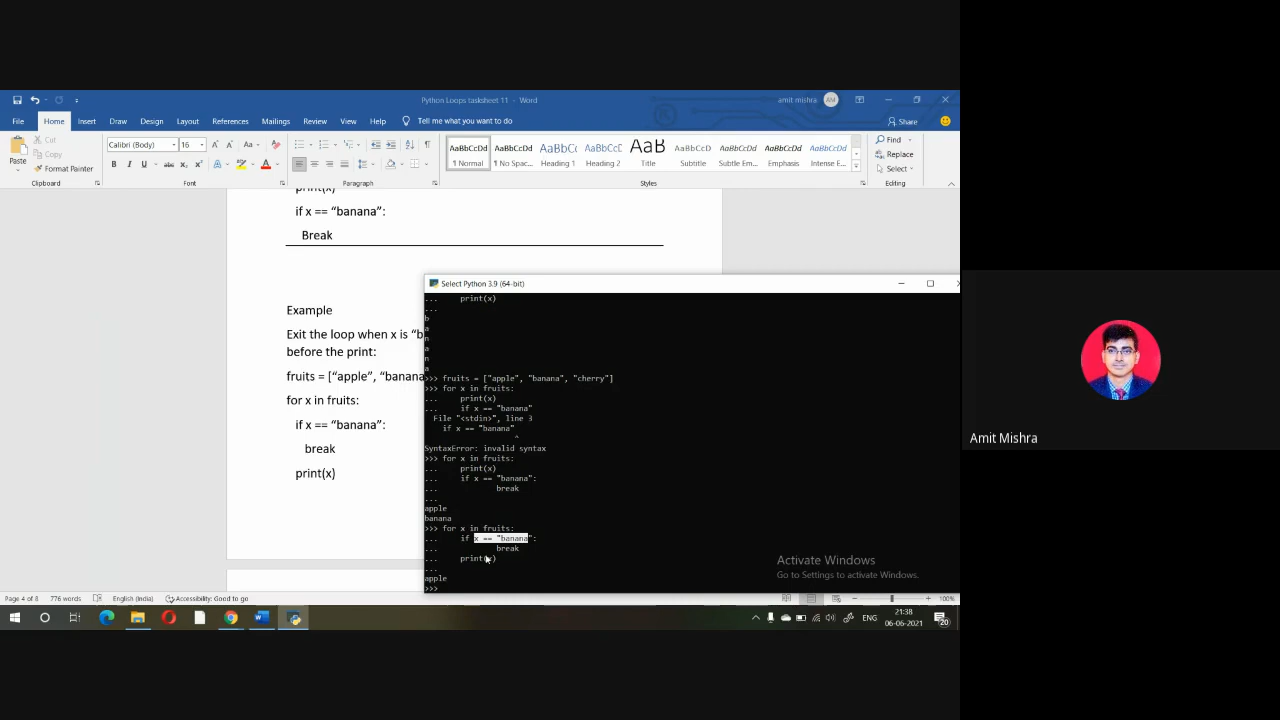 Python Loops tasksheet 11 - Word
amit mishra AM
File Home Insert Draw Design Layout References Mailings Review View Help Tell me what you want to do Share
Paste Cut Copy Format Painter
Calibri (Body) 16
AaBbCcDd AaBbCcDd AaBbCc AaBbCcC AaB AaBbCcD AaBbCcDd AaBbCcDd AaBbCcDd
¶ Normal ¶ No Spac... Heading 1 Heading 2 Title Subtitle Subtle Em... Emphasis Intense E...
Find Replace Select
Clipboard Font Paragraph Styles Editing
print(x)
if x == “banana”:
Break
Example
Exit the loop when x is “b
before the print:
fruits = [“apple”, “banana
for x in fruits:
if x == “banana”:
break
print(x)
Select Python 3.9 (64-bit)
... print(x)
...
b
a
n
a
n
a
>>> fruits = ["apple", "banana", "cherry"]
>>> for x in fruits:
... print(x)
... if x == "banana"
File "<stdin>", line 3
if x == "banana"
^
SyntaxError: invalid syntax
>>> for x in fruits:
... print(x)
... if x == "banana":
... break
...
apple
banana
>>> for x in fruits:
... if x == "banana":
... break
... print(x)
...
apple
>>>
Activate Windows
Go to Settings to activate Windows.
Page 4 of 8 776 words English (India) Accessibility: Good to go 100%
ENG 21:38
06-06-2021
20
Amit Mishra